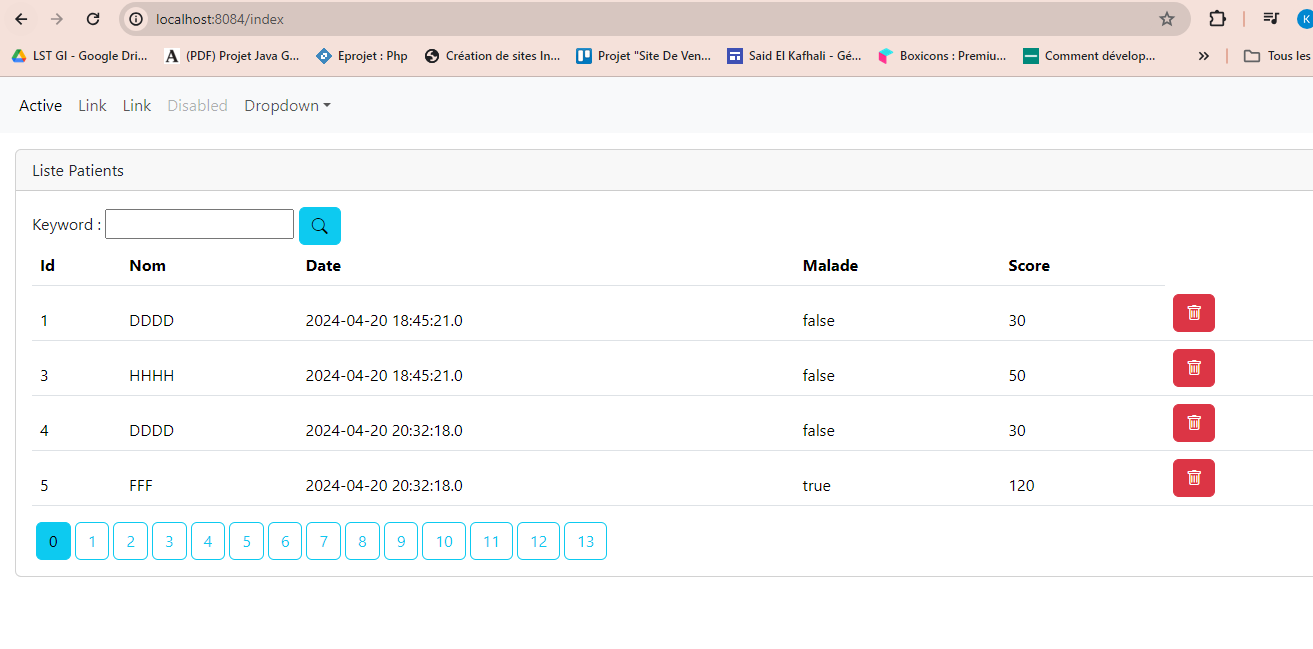 localhost:8084/index
K
LST GI - Google Dri... (PDF) Projet Java G... Eprojet : Php Création de sites In... Projet "Site De Ven... Said El Kafhali - Gé... Boxicons : Premiu... Comment dévelop... » Tous les
Active Link Link Disabled Dropdown
Liste Patients
Keyword :
Id Nom Date Malade Score
1 DDDD 2024-04-20 18:45:21.0 false 30
3 HHHH 2024-04-20 18:45:21.0 false 50
4 DDDD 2024-04-20 20:32:18.0 false 30
5 FFF 2024-04-20 20:32:18.0 true 120
0 1 2 3 4 5 6 7 8 9 10 11 12 13